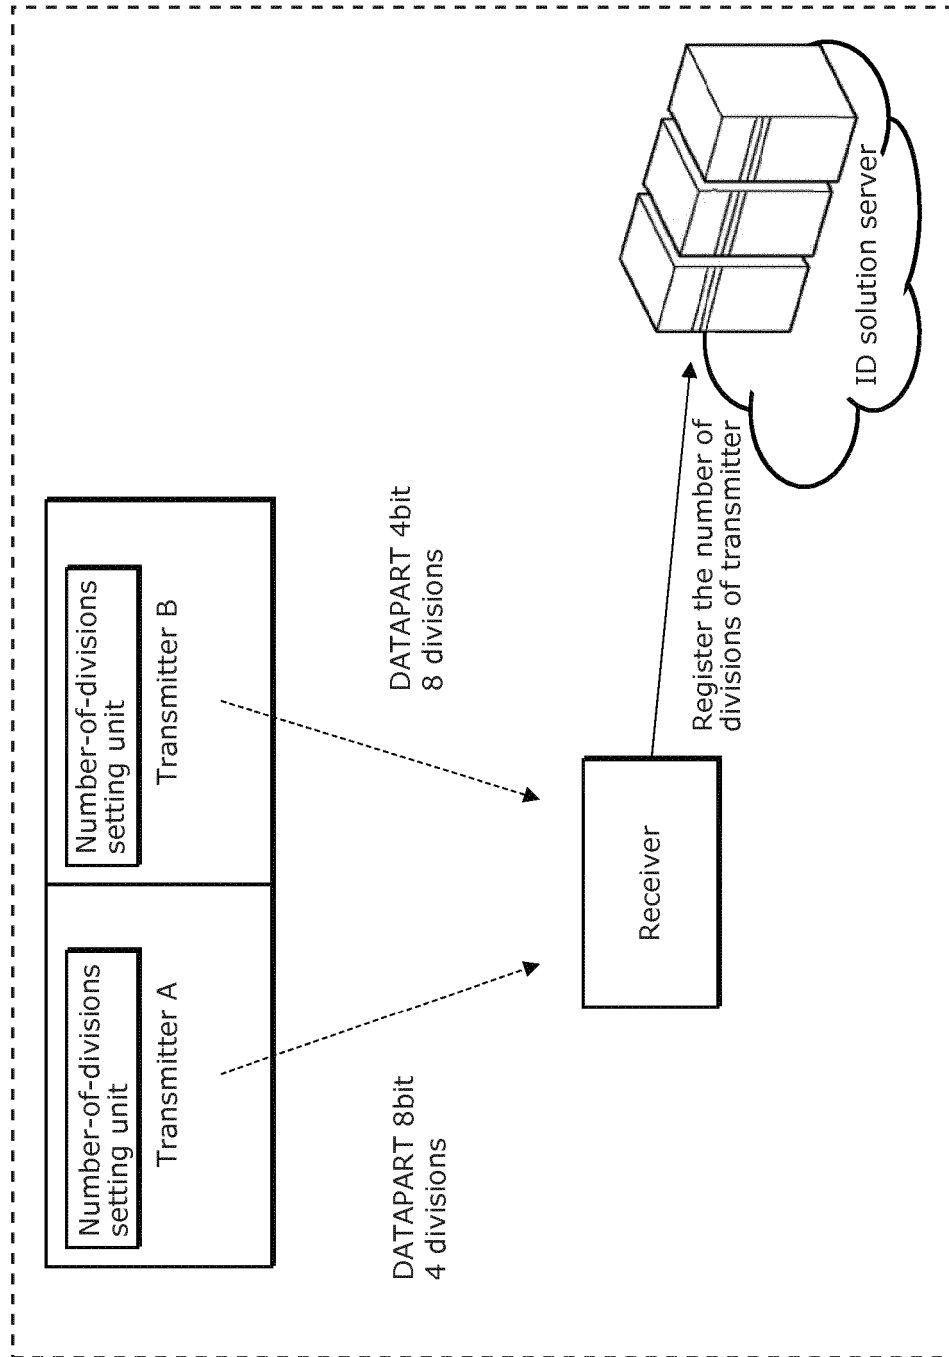 Number-of-divisions
setting unit
Transmitter A
Number-of-divisions
setting unit
Transmitter B
DATAPART 8bit
4 divisions
DATAPART 4bit
8 divisions
Receiver
Register the number of
divisions of transmitter
ID solution server